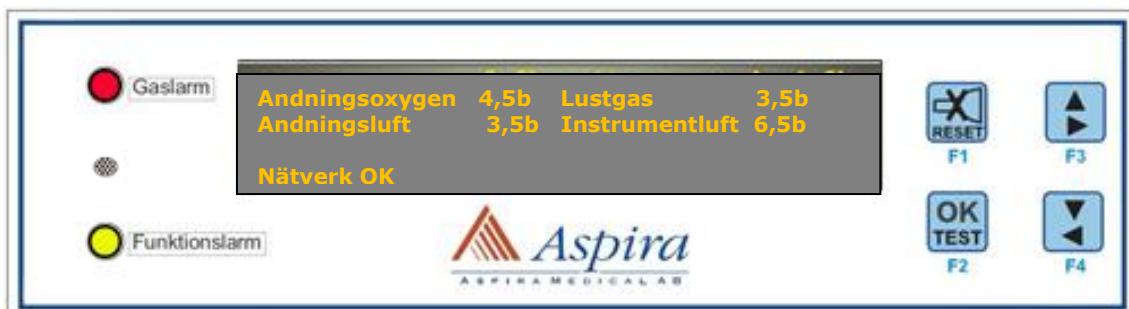 Gaslarm
Andningsoxygen 4,5b Lustgas 3,5b
Andningsluft 3,5b Instrumentluft 6,5b
Nätverk OK
Funktionslarm
Aspira
ASPIRA MEDICAL AB
RESET
F1
F3
OK
TEST
F2
F4